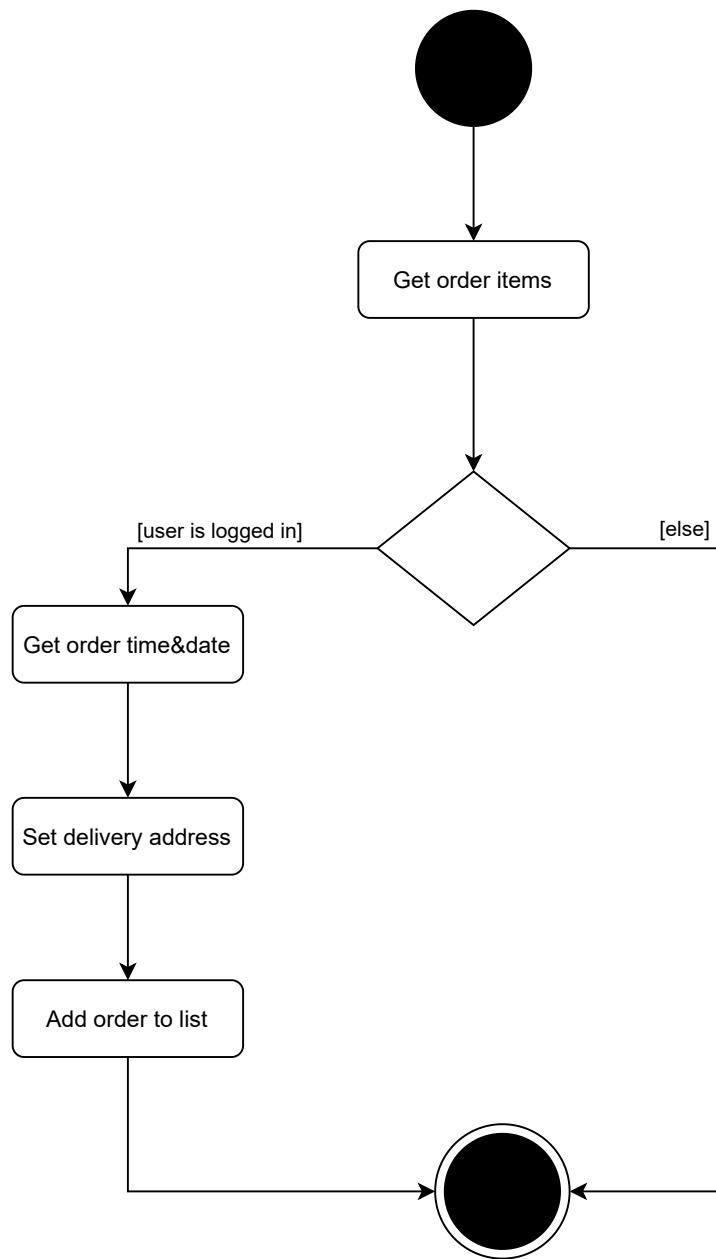 Get order items
[user is logged in]
[else]
Get order time&date
Set delivery address
Add order to list